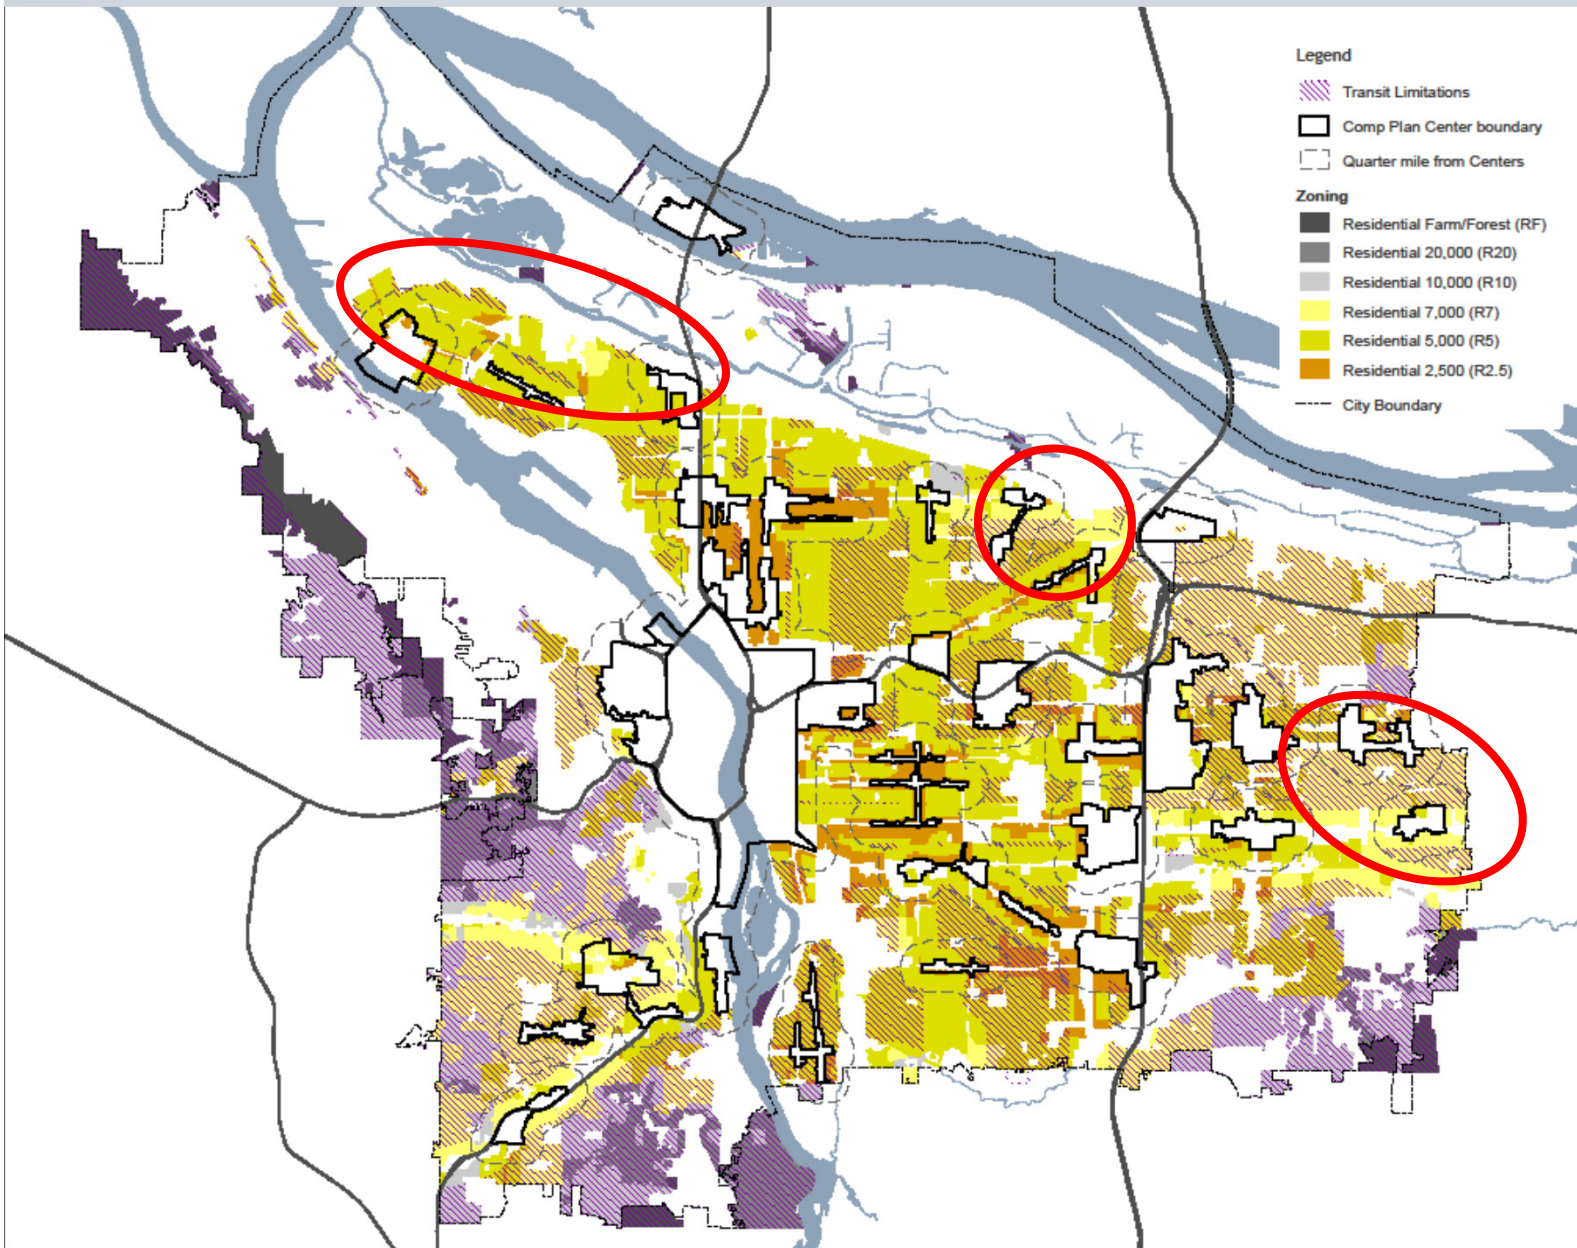 Legend
Transit Limitations
Comp Plan Center boundary
Quarter mile from Centers
Zoning
Residential Farm/Forest (RF)
Residential 20,000 (R20)
Residential 10,000 (R10)
Residential 7,000 (R7)
Residential 5,000 (R5)
Residential 2,500 (R2.5)
City Boundary